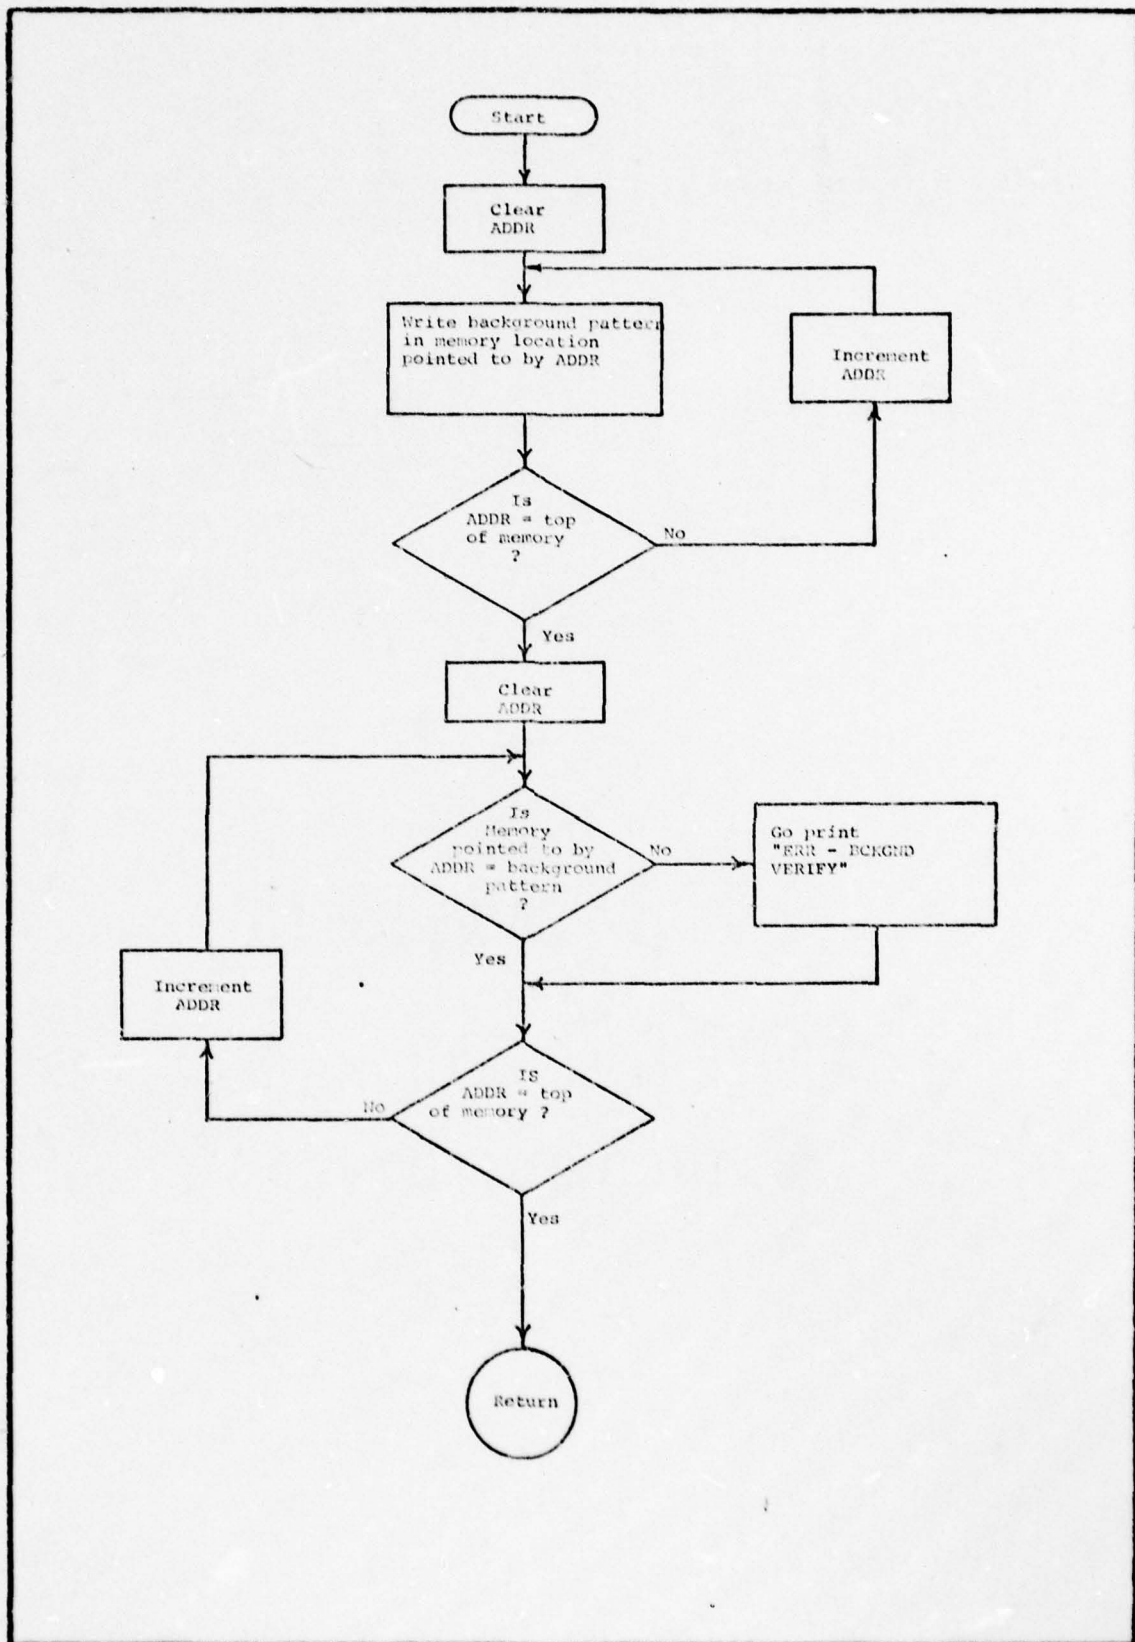 Start
Clear
ADDR
Write background pattern
in memory location
pointed to by ADDR
Increment
ADDR
Is
ADDR = top
of memory
?
No
Yes
Clear
ADDR
Is
Memory
pointed to by
ADDR = background
pattern
?
No
Go print
"ERR - BCKGND
VERIFY"
Yes
Increment
ADDR
IS
ADDR = top
of memory ?
No
Yes
Return